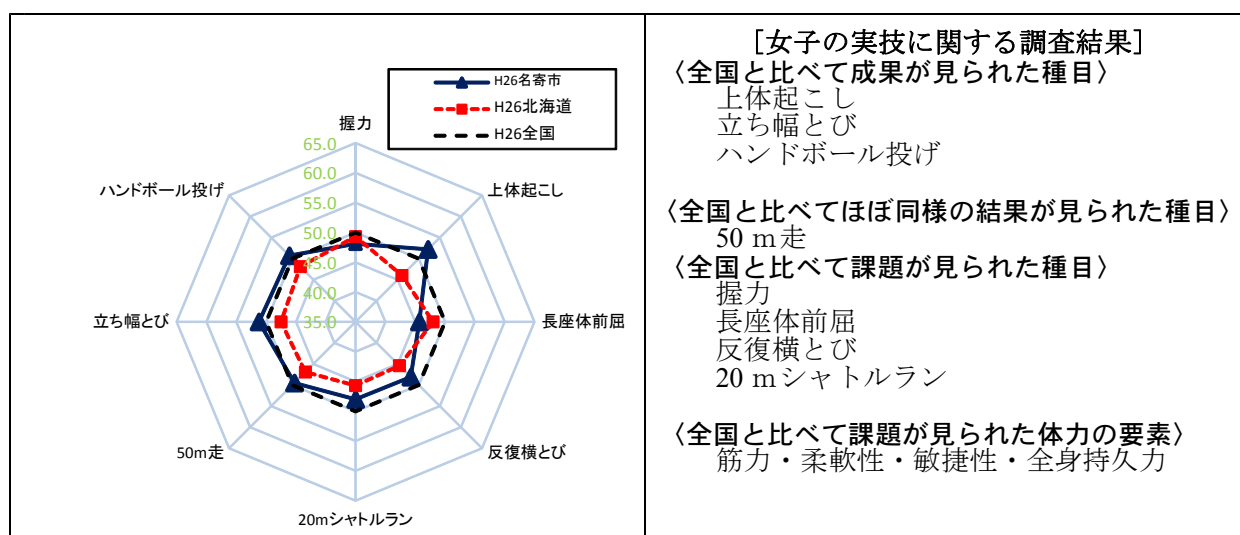 H26名寄市
H26北海道
H26全国
握力
上体起こし
長座体前屈
反復横とび
20mシャトルラン
50m走
立ち幅とび
ハンドボール投げ
65.0
60.0
55.0
50.0
45.0
40.0
35.0
［女子の実技に関する調査結果］
〈全国と比べて成果が見られた種目〉
上体起こし
立ち幅とび
ハンドボール投げ
〈全国と比べてほぼ同様の結果が見られた種目〉
50 m走
〈全国と比べて課題が見られた種目〉
握力
長座体前屈
反復横とび
20 mシャトルラン
〈全国と比べて課題が見られた体力の要素〉
筋力・柔軟性・敏捷性・全身持久力